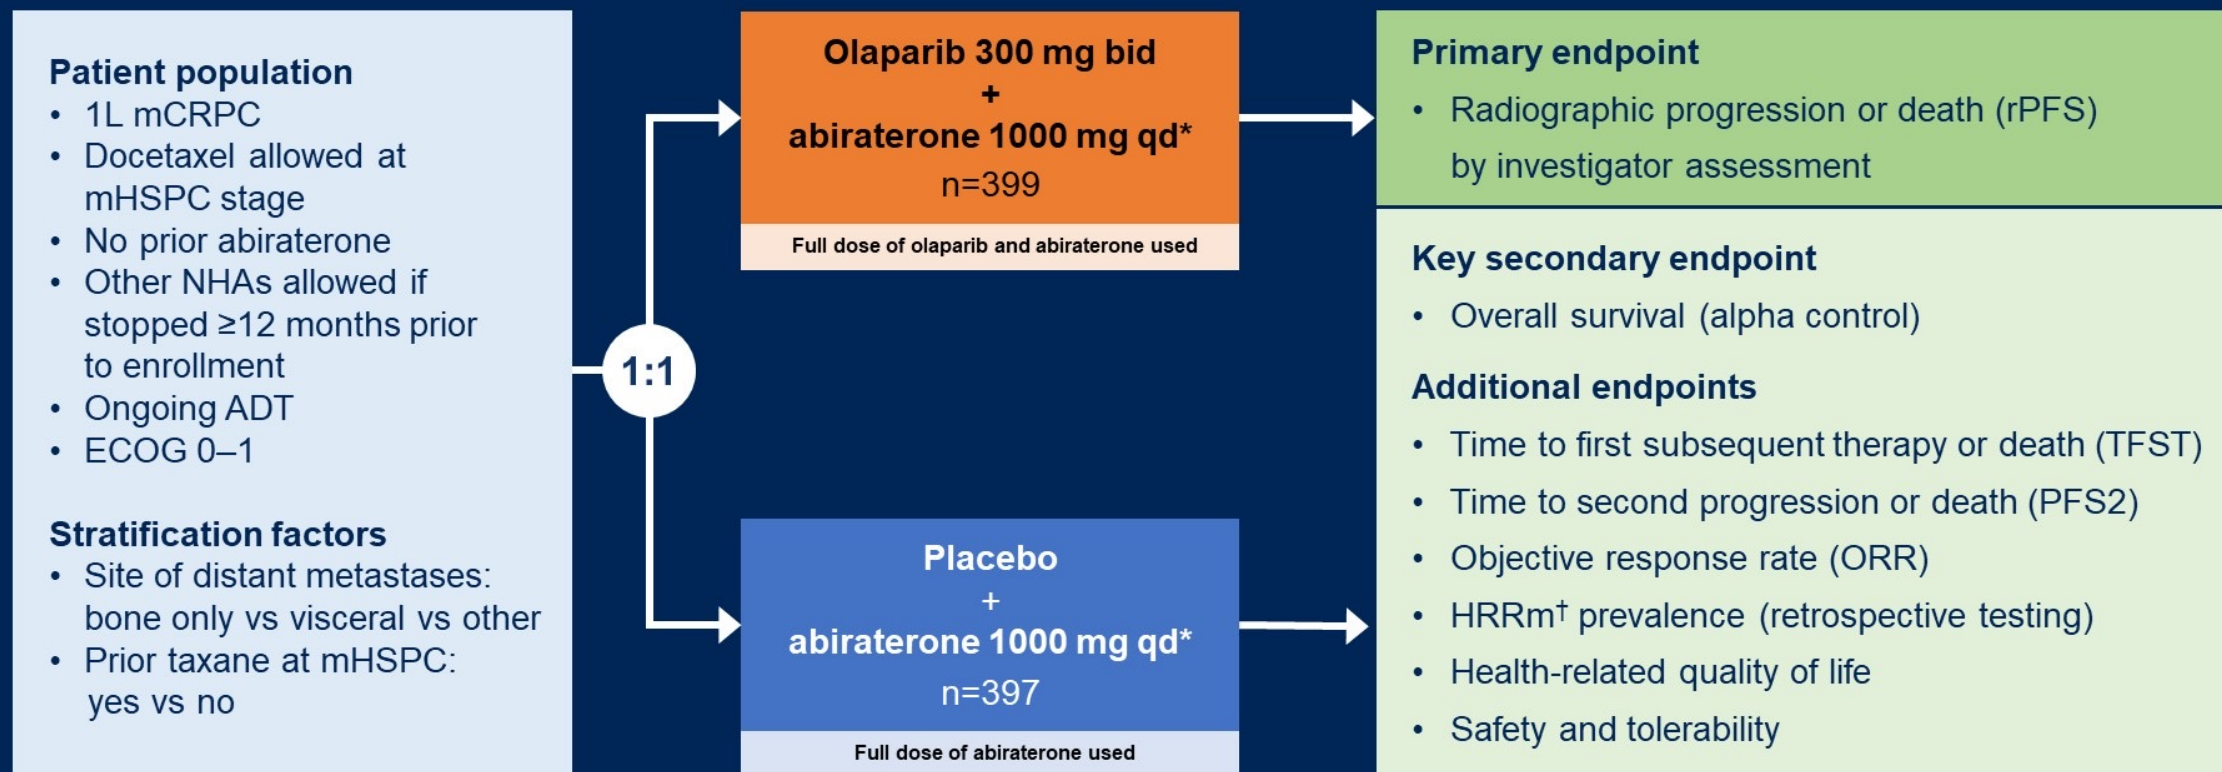 Patient population
• 1L mCRPC
• Docetaxel allowed at
mHSPC stage
• No prior abiraterone
• Other NHAs allowed if
stopped ≥12 months prior
to enrollment
• Ongoing ADT
• ECOG 0–1
Stratification factors
• Site of distant metastases:
bone only vs visceral vs other
• Prior taxane at mHSPC:
yes vs no
1:1
Olaparib 300 mg bid
+
abiraterone 1000 mg qd*
n=399
Full dose of olaparib and abiraterone used
Placebo
+
abiraterone 1000 mg qd*
n=397
Full dose of abiraterone used
Primary endpoint
• Radiographic progression or death (rPFS)
by investigator assessment
Key secondary endpoint
• Overall survival (alpha control)
Additional endpoints
• Time to first subsequent therapy or death (TFST)
• Time to second progression or death (PFS2)
• Objective response rate (ORR)
• HRRm† prevalence (retrospective testing)
• Health-related quality of life
• Safety and tolerability